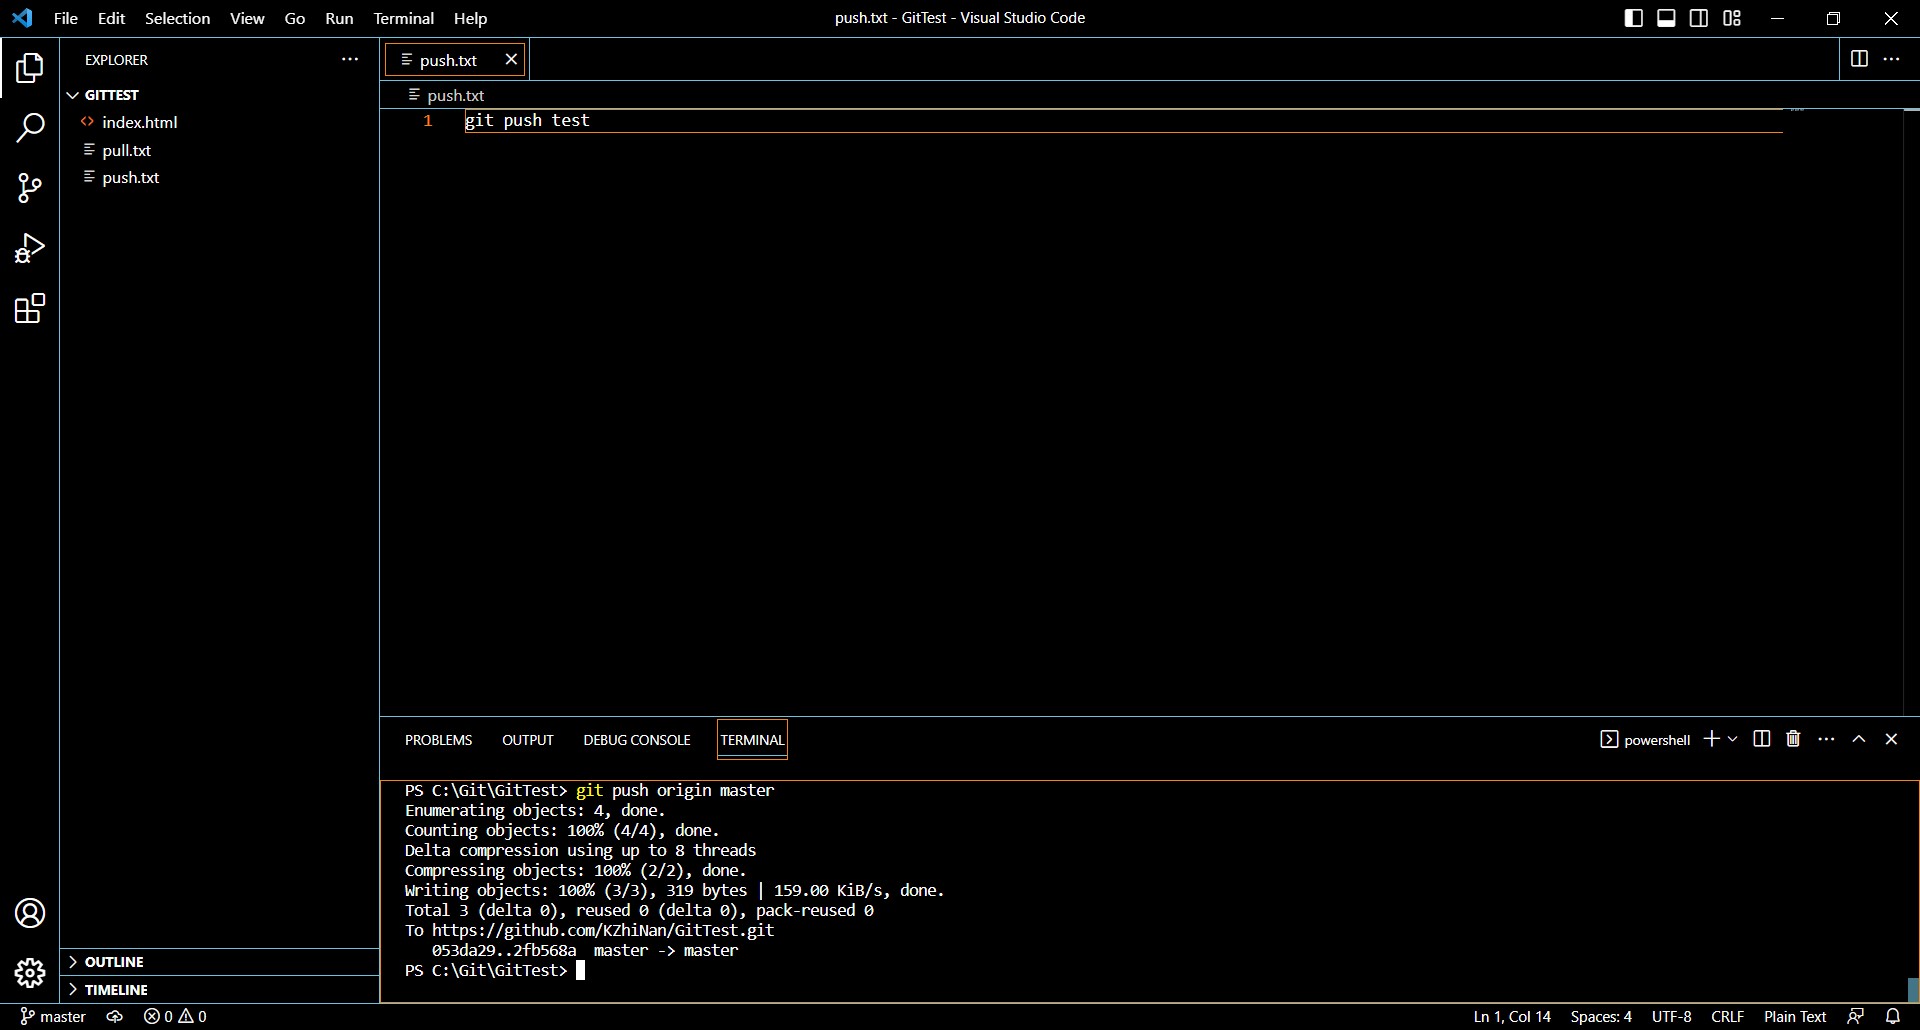 File Edit Selection View Go Run Terminal Help
push.txt - GitTest - Visual Studio Code
EXPLORER
GITTEST
index.html
pull.txt
push.txt
OUTLINE
TIMELINE
push.txt
push.txt
1 git push test
PROBLEMS OUTPUT DEBUG CONSOLE TERMINAL
powershell
PS C:\Git\GitTest> git push origin master
Enumerating objects: 4, done.
Counting objects: 100% (4/4), done.
Delta compression using up to 8 threads
Compressing objects: 100% (2/2), done.
Writing objects: 100% (3/3), 319 bytes | 159.00 KiB/s, done.
Total 3 (delta 0), reused 0 (delta 0), pack-reused 0
To https://github.com/KZhiNan/GitTest.git
053da29..2fb568a  master -> master
PS C:\Git\GitTest>
master 0 0
Ln 1, Col 14 Spaces: 4 UTF-8 CRLF Plain Text